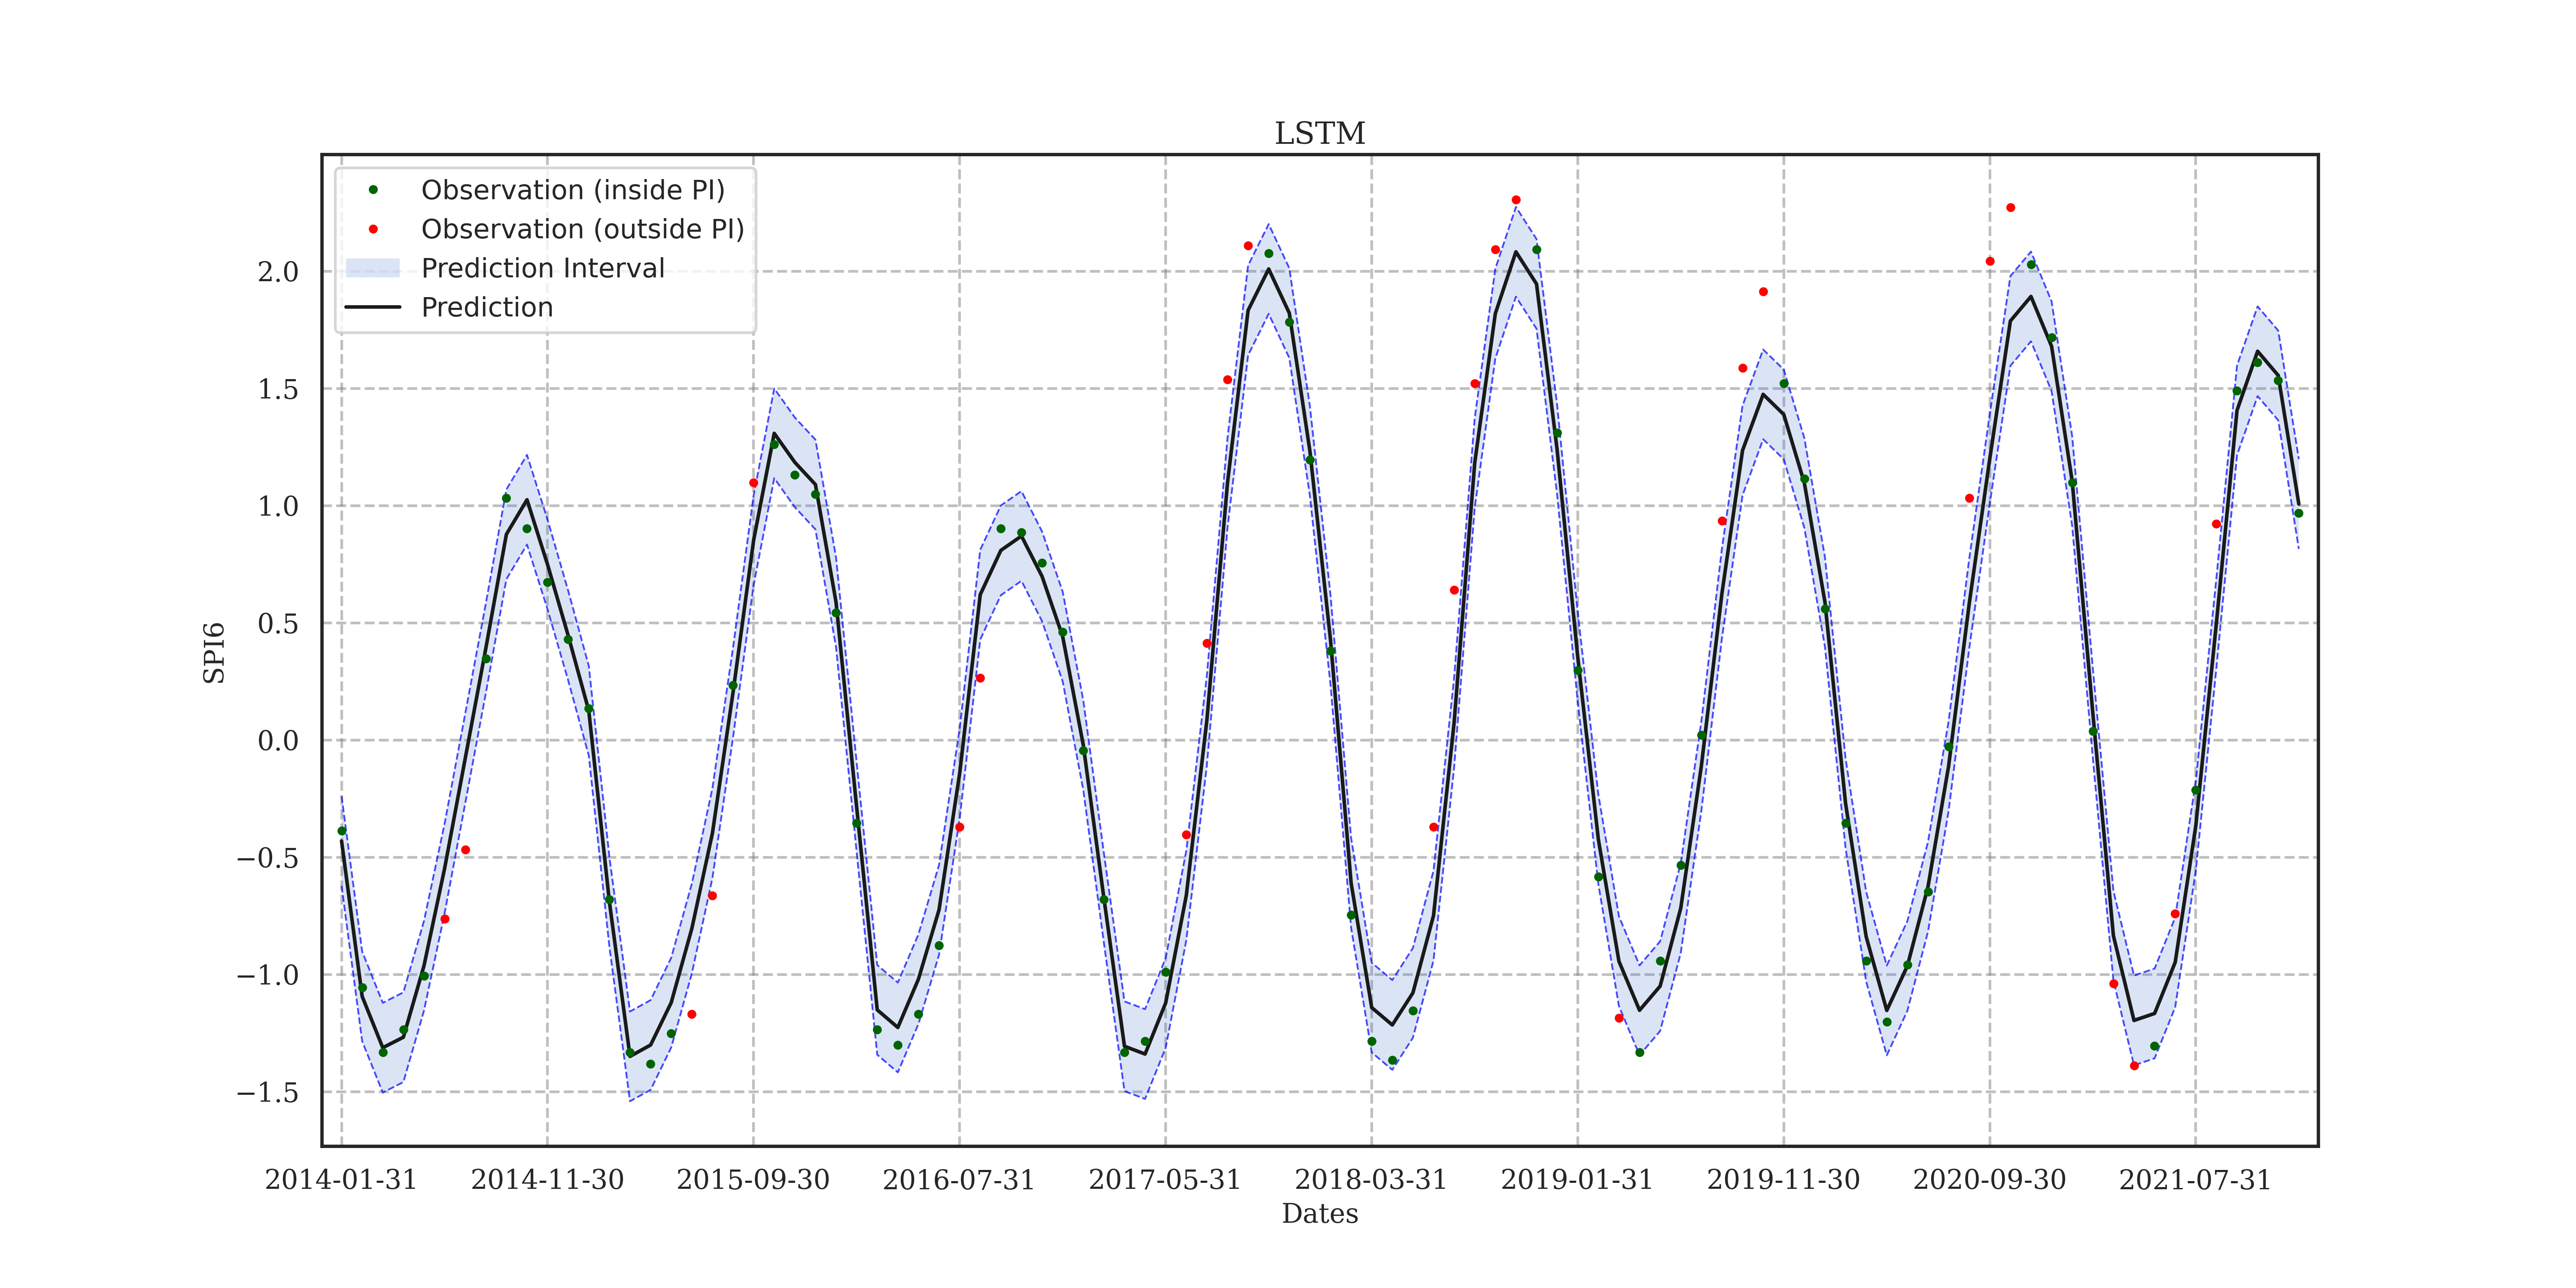 LSTM
Observation (inside PI)
Observation (outside PI)
Prediction Interval
Prediction
2.0
1.5
1.0
0.5
0.0
−0.5
−1.0
−1.5
SPI6
2014-01-31 2014-11-30 2015-09-30 2016-07-31 2017-05-31 2018-03-31 2019-01-31 2019-11-30 2020-09-30 2021-07-31
Dates